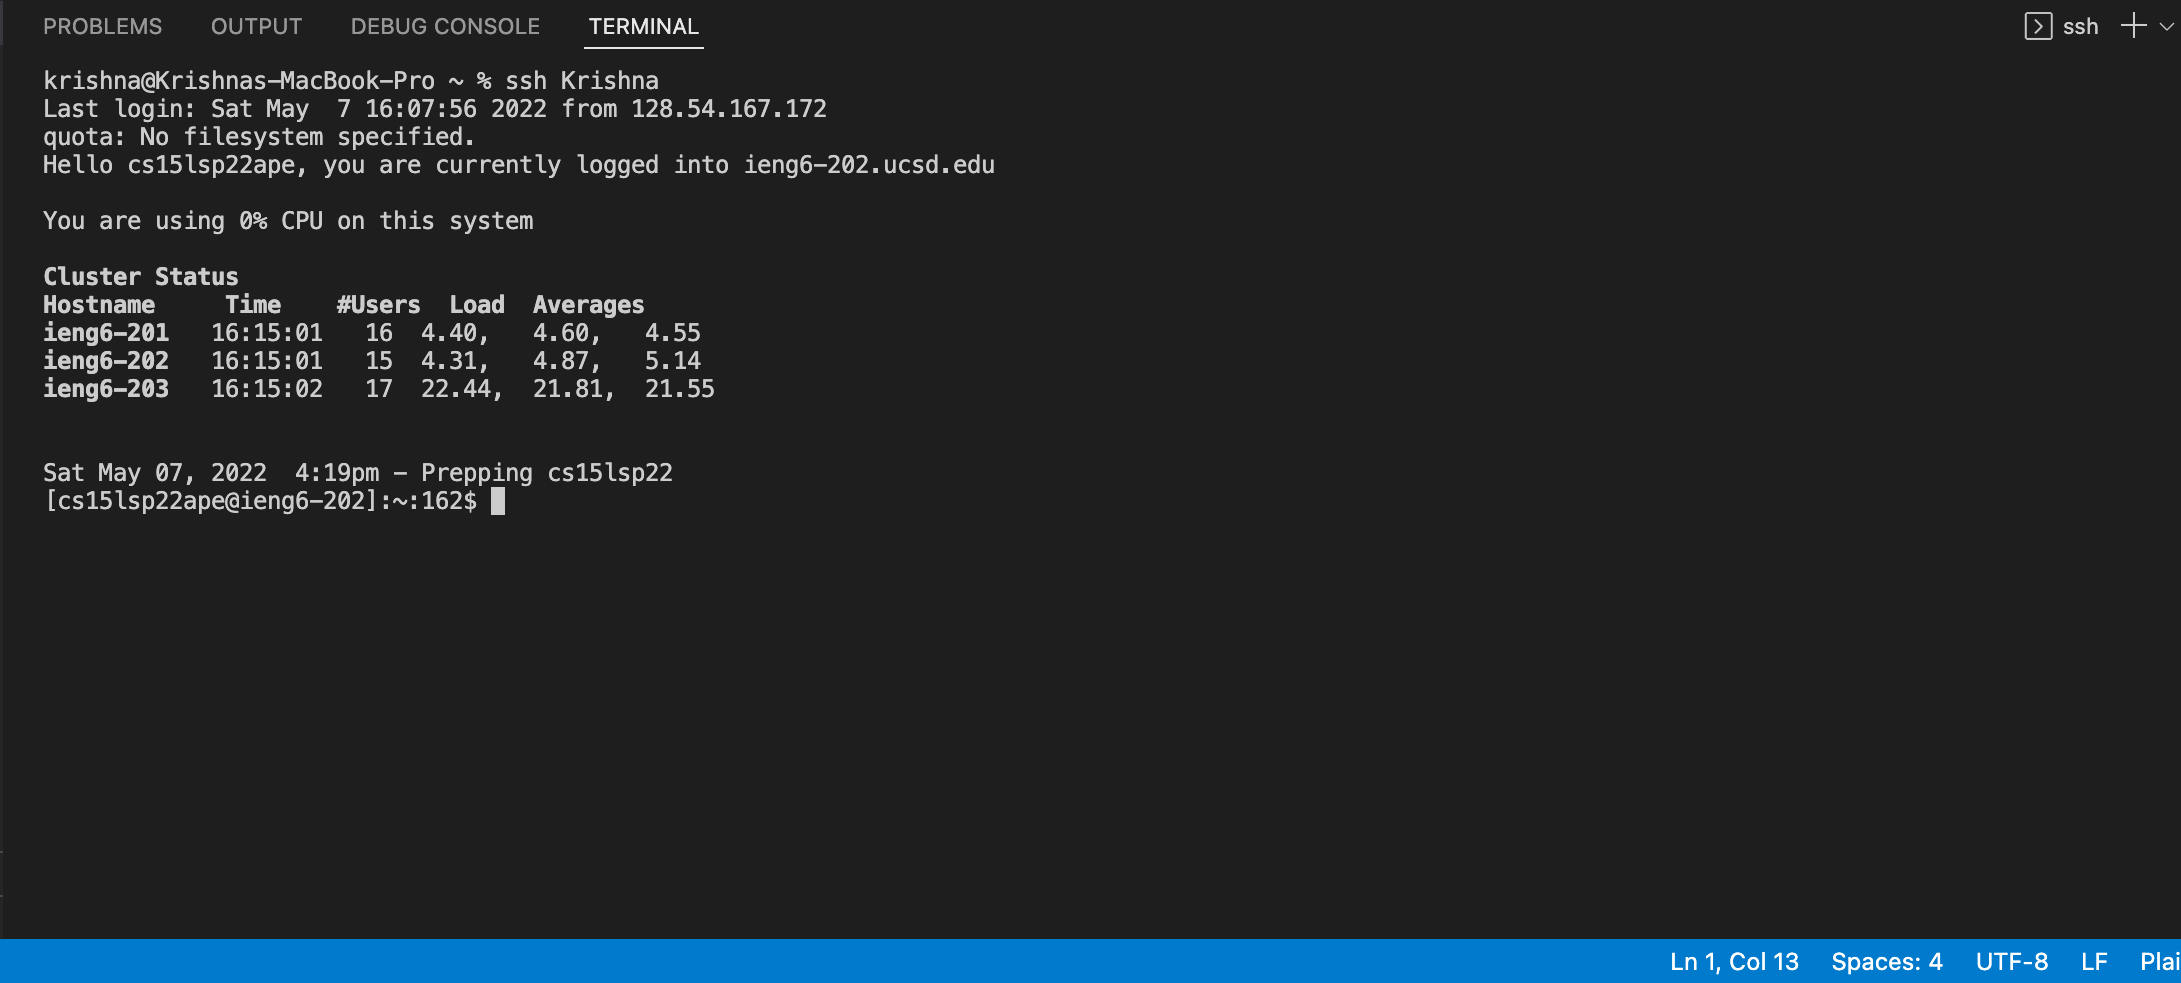 PROBLEMS OUTPUT DEBUG CONSOLE TERMINAL ssh
krishna@Krishnas-MacBook-Pro ~ % ssh Krishna
Last login: Sat May  7 16:07:56 2022 from 128.54.167.172
quota: No filesystem specified.
Hello cs15lsp22ape, you are currently logged into ieng6-202.ucsd.edu
You are using 0% CPU on this system
Cluster Status
Hostname     Time    #Users  Load  Averages
ieng6-201   16:15:01   16  4.40,   4.60,   4.55
ieng6-202   16:15:01   15  4.31,   4.87,   5.14
ieng6-203   16:15:02   17  22.44,  21.81,  21.55
Sat May 07, 2022  4:19pm - Prepping cs15lsp22
[cs15lsp22ape@ieng6-202]:~:162$
Ln 1, Col 13 Spaces: 4 UTF-8 LF Plai